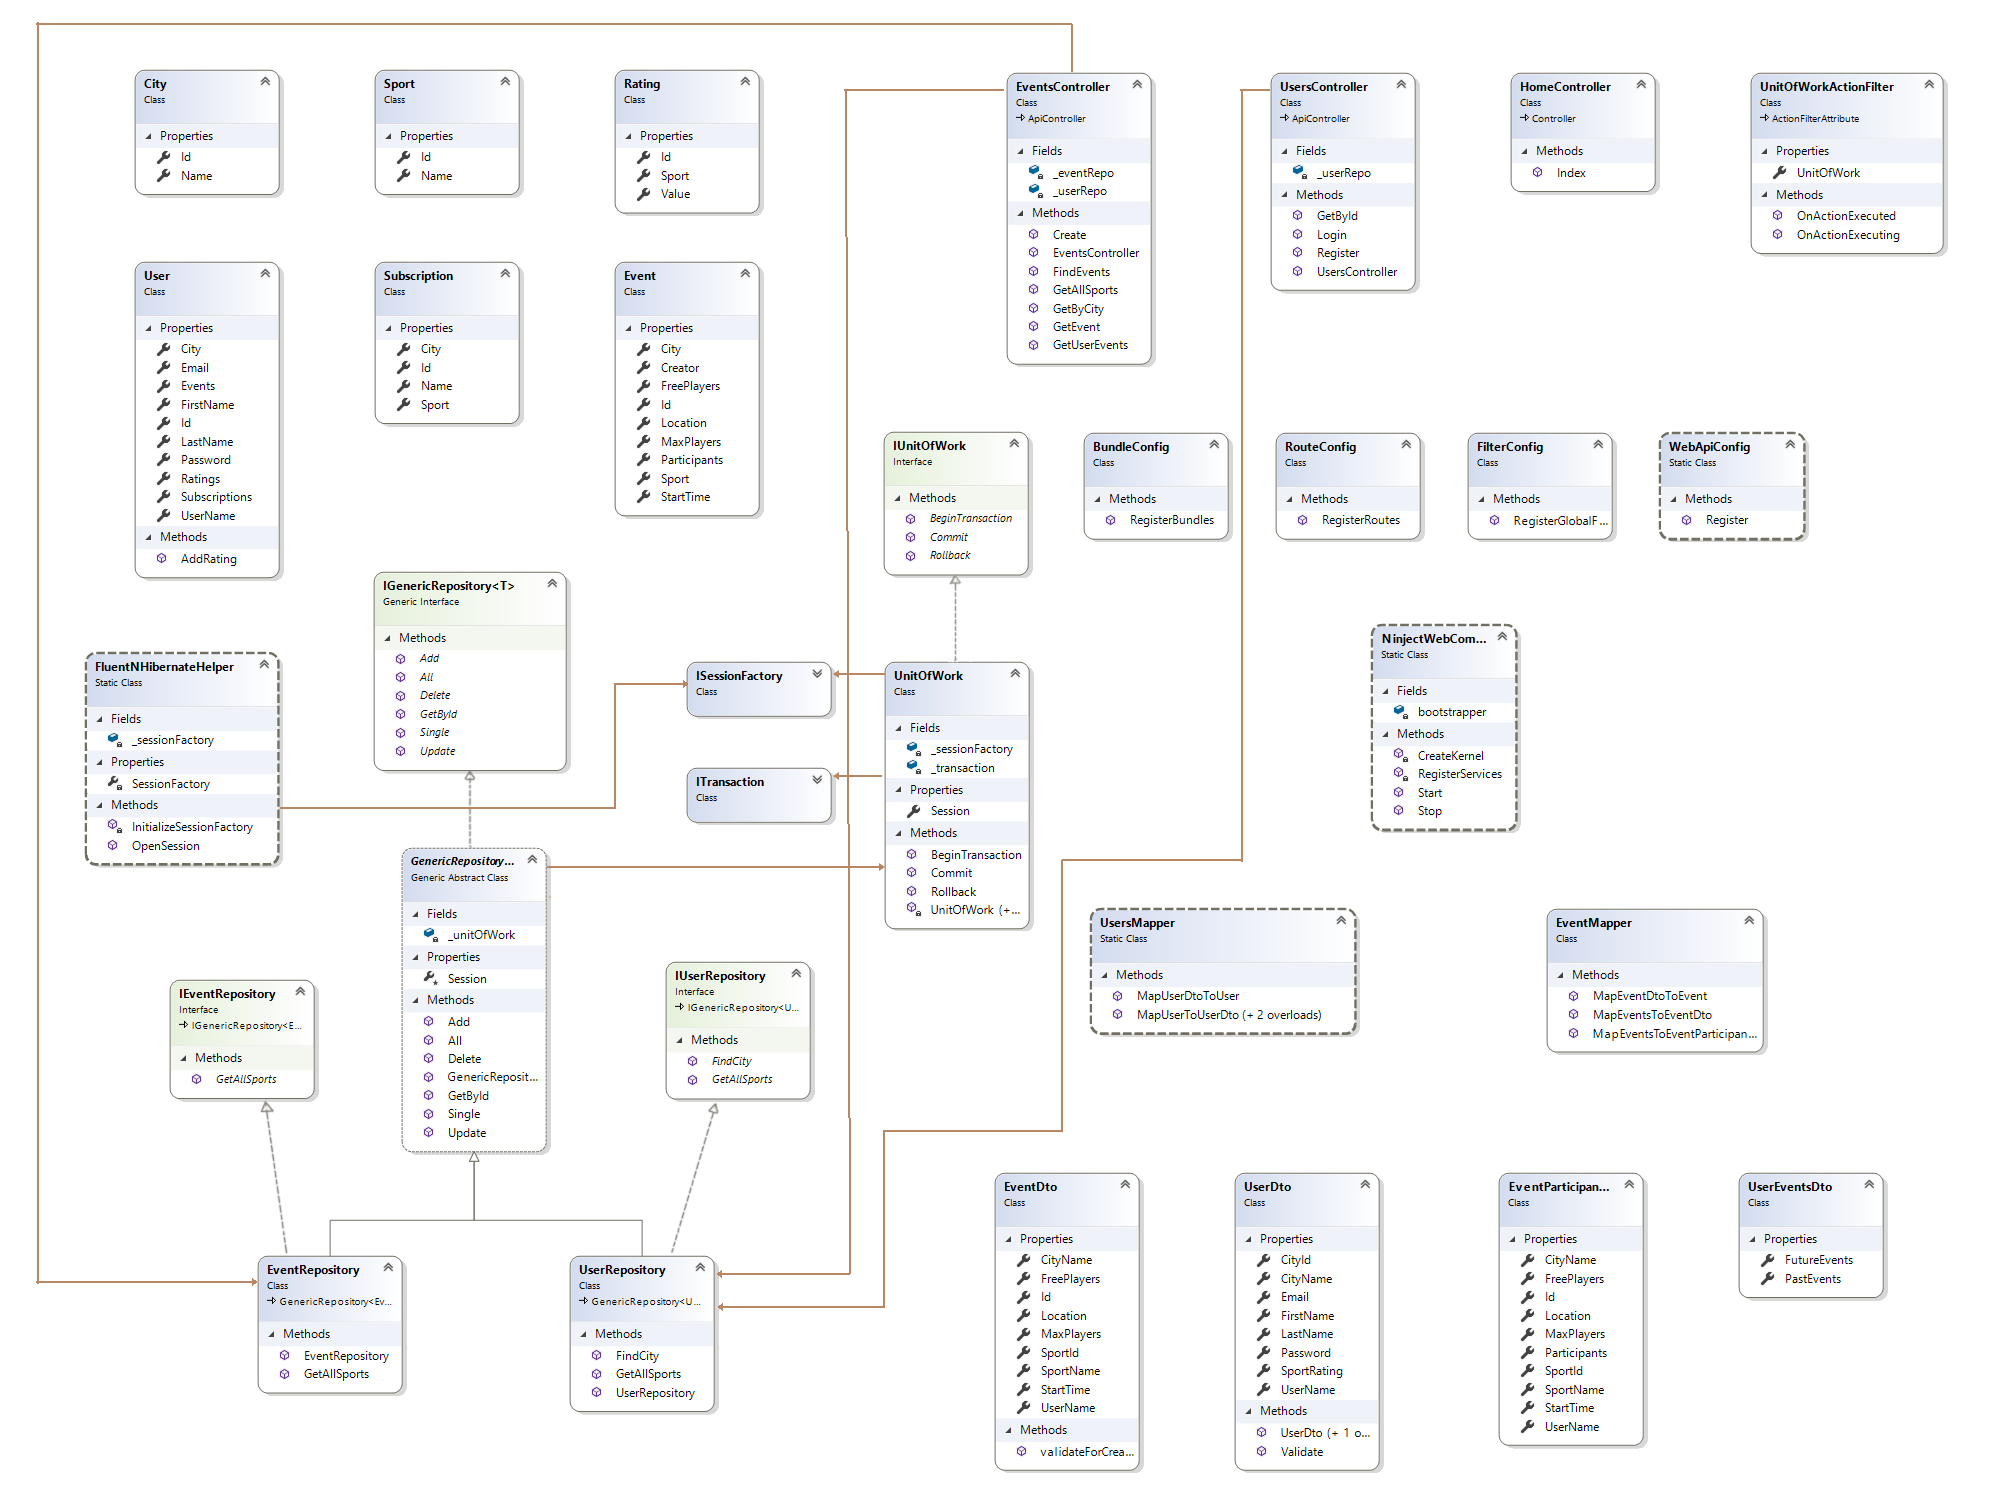 City
Class
Properties
Id
Name
Sport
Class
Properties
Id
Name
Rating
Class
Properties
Id
Sport
Value
EventsController
Class
ApiController
Fields
_eventRepo
_userRepo
Methods
Create
EventsController
FindEvents
GetAllSports
GetByCity
GetEvent
GetUserEvents
UsersController
Class
ApiController
Fields
_userRepo
Methods
GetById
Login
Register
UsersController
HomeController
Class
Controller
Methods
Index
UnitOfWorkActionFilter
Class
ActionFilterAttribute
Properties
UnitOfWork
Methods
OnActionExecuted
OnActionExecuting
User
Class
Properties
City
Email
Events
FirstName
Id
LastName
Password
Ratings
Subscriptions
UserName
Methods
AddRating
Subscription
Class
Properties
City
Id
Name
Sport
Event
Class
Properties
City
Creator
FreePlayers
Id
Location
MaxPlayers
Participants
Sport
StartTime
IUnitOfWork
Interface
Methods
BeginTransaction
Commit
Rollback
BundleConfig
Class
Methods
RegisterBundles
RouteConfig
Class
Methods
RegisterRoutes
FilterConfig
Class
Methods
RegisterGlobalF...
WebApiConfig
Static Class
Methods
Register
IGenericRepository<T>
Generic Interface
Methods
Add
All
Delete
GetById
Single
Update
FluentNHibernateHelper
Static Class
Fields
_sessionFactory
Properties
SessionFactory
Methods
InitializeSessionFactory
OpenSession
ISessionFactory
Class
ITransaction
Class
UnitOfWork
Class
Fields
_sessionFactory
_transaction
Properties
Session
Methods
BeginTransaction
Commit
Rollback
UnitOfWork (+...
NinjectWebCom...
Static Class
Fields
bootstrapper
Methods
CreateKernel
RegisterServices
Start
Stop
GenericRepository...
Generic Abstract Class
Fields
_unitOfWork
Properties
Session
Methods
Add
All
Delete
GenericReposit...
GetById
Single
Update
IEventRepository
Interface
IGenericRepository<E...
Methods
GetAllSports
IUserRepository
Interface
IGenericRepository<U...
Methods
FindCity
GetAllSports
UsersMapper
Static Class
Methods
MapUserDtoToUser
MapUserToUserDto (+ 2 overloads)
EventMapper
Class
Methods
MapEventDtoToEvent
MapEventsToEventDto
MapEventsToEventParticipan...
EventRepository
Class
GenericRepository<Ev...
Methods
EventRepository
GetAllSports
UserRepository
Class
GenericRepository<U...
Methods
FindCity
GetAllSports
UserRepository
EventDto
Class
Properties
CityName
FreePlayers
Id
Location
MaxPlayers
SportId
SportName
StartTime
UserName
Methods
validateForCrea...
UserDto
Class
Properties
CityId
CityName
Email
FirstName
LastName
Password
SportRating
UserName
Methods
UserDto (+ 1 o...
Validate
EventParticipan...
Class
Properties
CityName
FreePlayers
Id
Location
MaxPlayers
Participants
SportId
SportName
StartTime
UserName
UserEventsDto
Class
Properties
FutureEvents
PastEvents